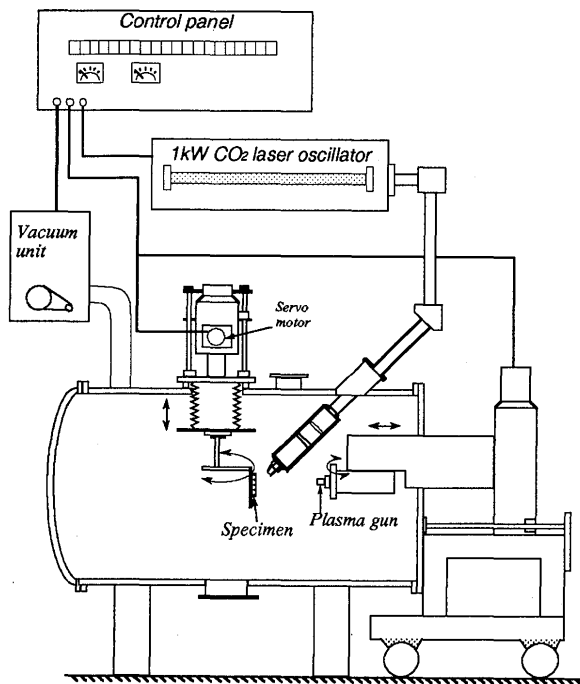 Control panel
1kW CO₂ laser oscillator
Vacuum
unit
Servo
motor
Specimen
Plasma gun